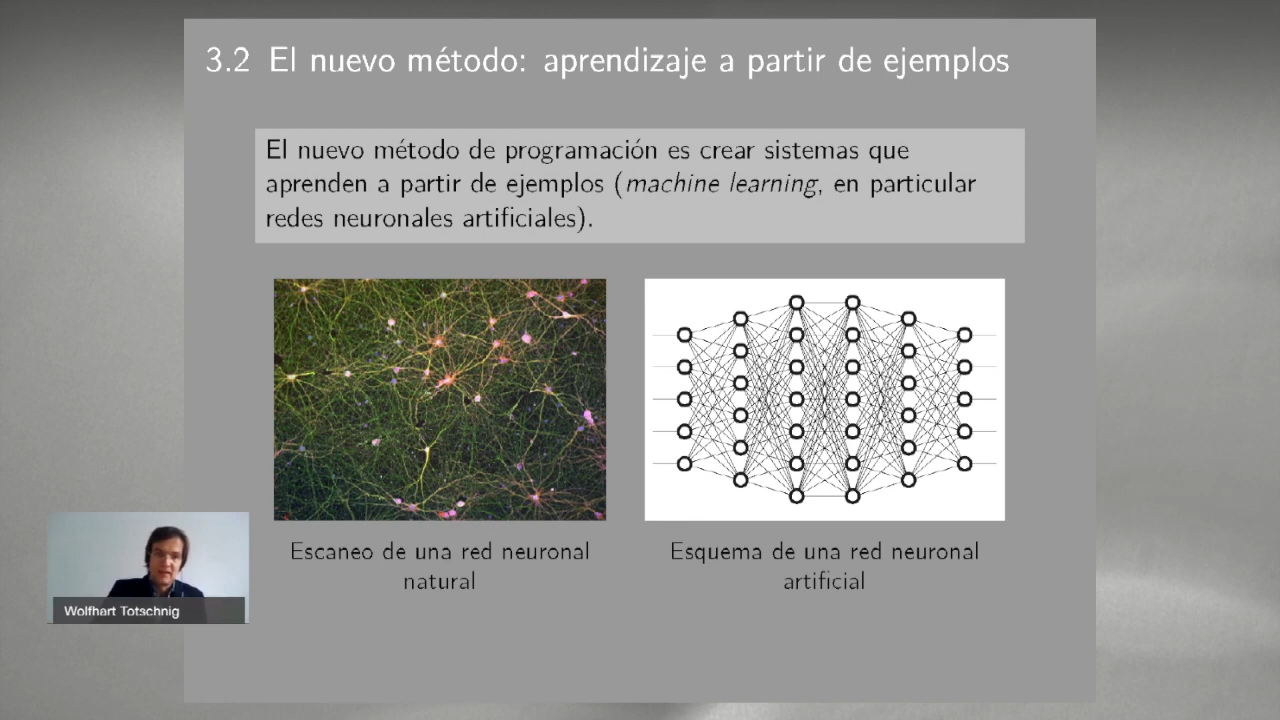 3.2 El nuevo método: aprendizaje a partir de ejemplos
El nuevo método de programación es crear sistemas que
aprenden a partir de ejemplos (machine learning, en particular
redes neuronales artificiales).
Escaneo de una red neuronal
natural
Esquema de una red neuronal
artificial
Wolfhart Totschnig